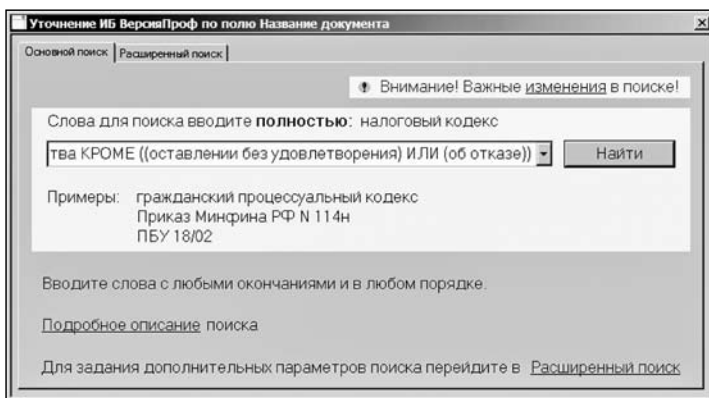 Уточнение ИБ ВерсияПроф по полю Название документа
Основной поиск Расширенный поиск
Внимание! Важные изменения в поиске!
Слова для поиска вводите полностью: налоговый кодекс
тва КРОМЕ ((оставлении без удовлетворения) ИЛИ (об отказе)) Найти
Примеры: гражданский процессуальный кодекс
Приказ Минфина РФ N 114н
ПБУ 18/02
Вводите слова с любыми окончаниями и в любом порядке.
Подробное описание поиска
Для задания дополнительных параметров поиска перейдите в Расширенный поиск